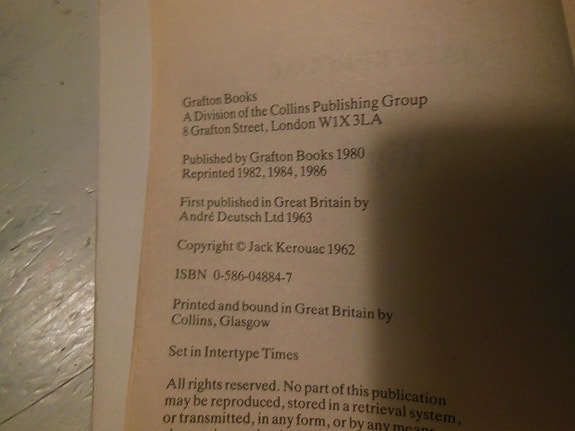 Grafton Books
A Division of the Collins Publishing Group
8 Grafton Street, London W1X 3LA
Published by Grafton Books 1980
Reprinted 1982, 1984, 1986
First published in Great Britain by
André Deutsch Ltd 1963
Copyright © Jack Kerouac 1962
ISBN 0-586-04884-7
Printed and bound in Great Britain by
Collins, Glasgow
Set in Intertype Times
All rights reserved. No part of this publication
may be reproduced, stored in a retrieval system,
or transmitted, in any form, or by any means,